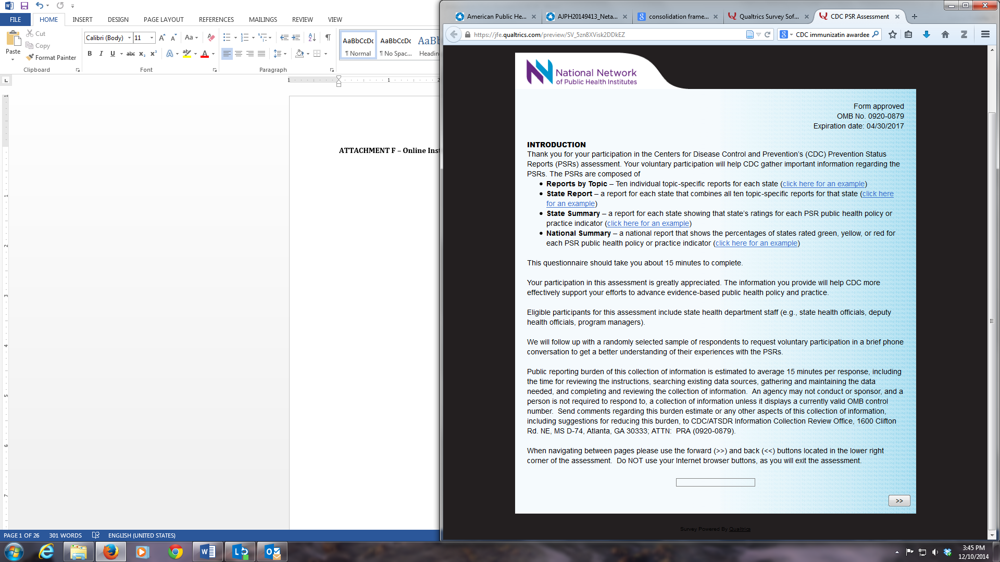 FILE
HOME
INSERT
DESIGN
PAGE LAYOUT
REFERENCES
MAILINGS
REVIEW
VIEW
Paste
Cut
Copy
Format Painter
Clipboard
Calibri (Body)
11
Font
Paragraph
AaBbCcDc
¶ Normal
AaBbCcDc
¶ No Spac...
AaBb
Headin
ATTACHMENT F – Online Inst
PAGE 1 OF 26
301 WORDS
ENGLISH (UNITED STATES)
American Public He...
AJPH20149413_Neta...
consolidation frame...
Qualtrics Survey Sof...
CDC PSR Assessment
https://jfe.qualtrics.com/preview/SV_5zn8XVisk2DDkEZ
CDC immunizatin awardee
National Network
of Public Health Institutes
Form approved
OMB No. 0920-0879
Expiration date: 04/30/2017
INTRODUCTION
Thank you for your participation in the Centers for Disease Control and Prevention’s (CDC) Prevention Status
Reports (PSRs) assessment. Your voluntary participation will help CDC gather important information regarding the
PSRs. The PSRs are composed of
• Reports by Topic – Ten individual topic-specific reports for each state (click here for an example)
• State Report – a report for each state that combines all ten topic-specific reports for that state (click here
for an example)
• State Summary – a report for each state showing that state’s ratings for each PSR public health policy or
practice indicator (click here for an example)
• National Summary – a national report that shows the percentages of states rated green, yellow, or red for
each PSR public health policy or practice indicator (click here for an example)
This questionnaire should take you about 15 minutes to complete.
Your participation in this assessment is greatly appreciated. The information you provide will help CDC more
effectively support your efforts to advance evidence-based public health policy and practice.
Eligible participants for this assessment include state health department staff (e.g., state health officials, deputy
health officials, program managers).
We will follow up with a randomly selected sample of respondents to request voluntary participation in a brief phone
conversation to get a better understanding of their experiences with the PSRs.
Public reporting burden of this collection of information is estimated to average 15 minutes per response, including
the time for reviewing the instructions, searching existing data sources, gathering and maintaining the data
needed, and completing and reviewing the collection of information.  An agency may not conduct or sponsor, and a
person is not required to respond to, a collection of information unless it displays a currently valid OMB control
number.  Send comments regarding this burden estimate or any other aspects of this collection of information,
including suggestions for reducing this burden, to CDC/ATSDR Information Collection Review Office, 1600 Clifton
Rd. NE, MS D-74, Atlanta, GA 30333; ATTN:  PRA (0920-0879).
When navigating between pages please use the forward (>>) and back (<<) buttons located in the lower right
corner of the assessment.  Do NOT use your Internet browser buttons, as you will exit the assessment.
>>
Survey Powered By Qualtrics
3:45 PM
12/10/2014